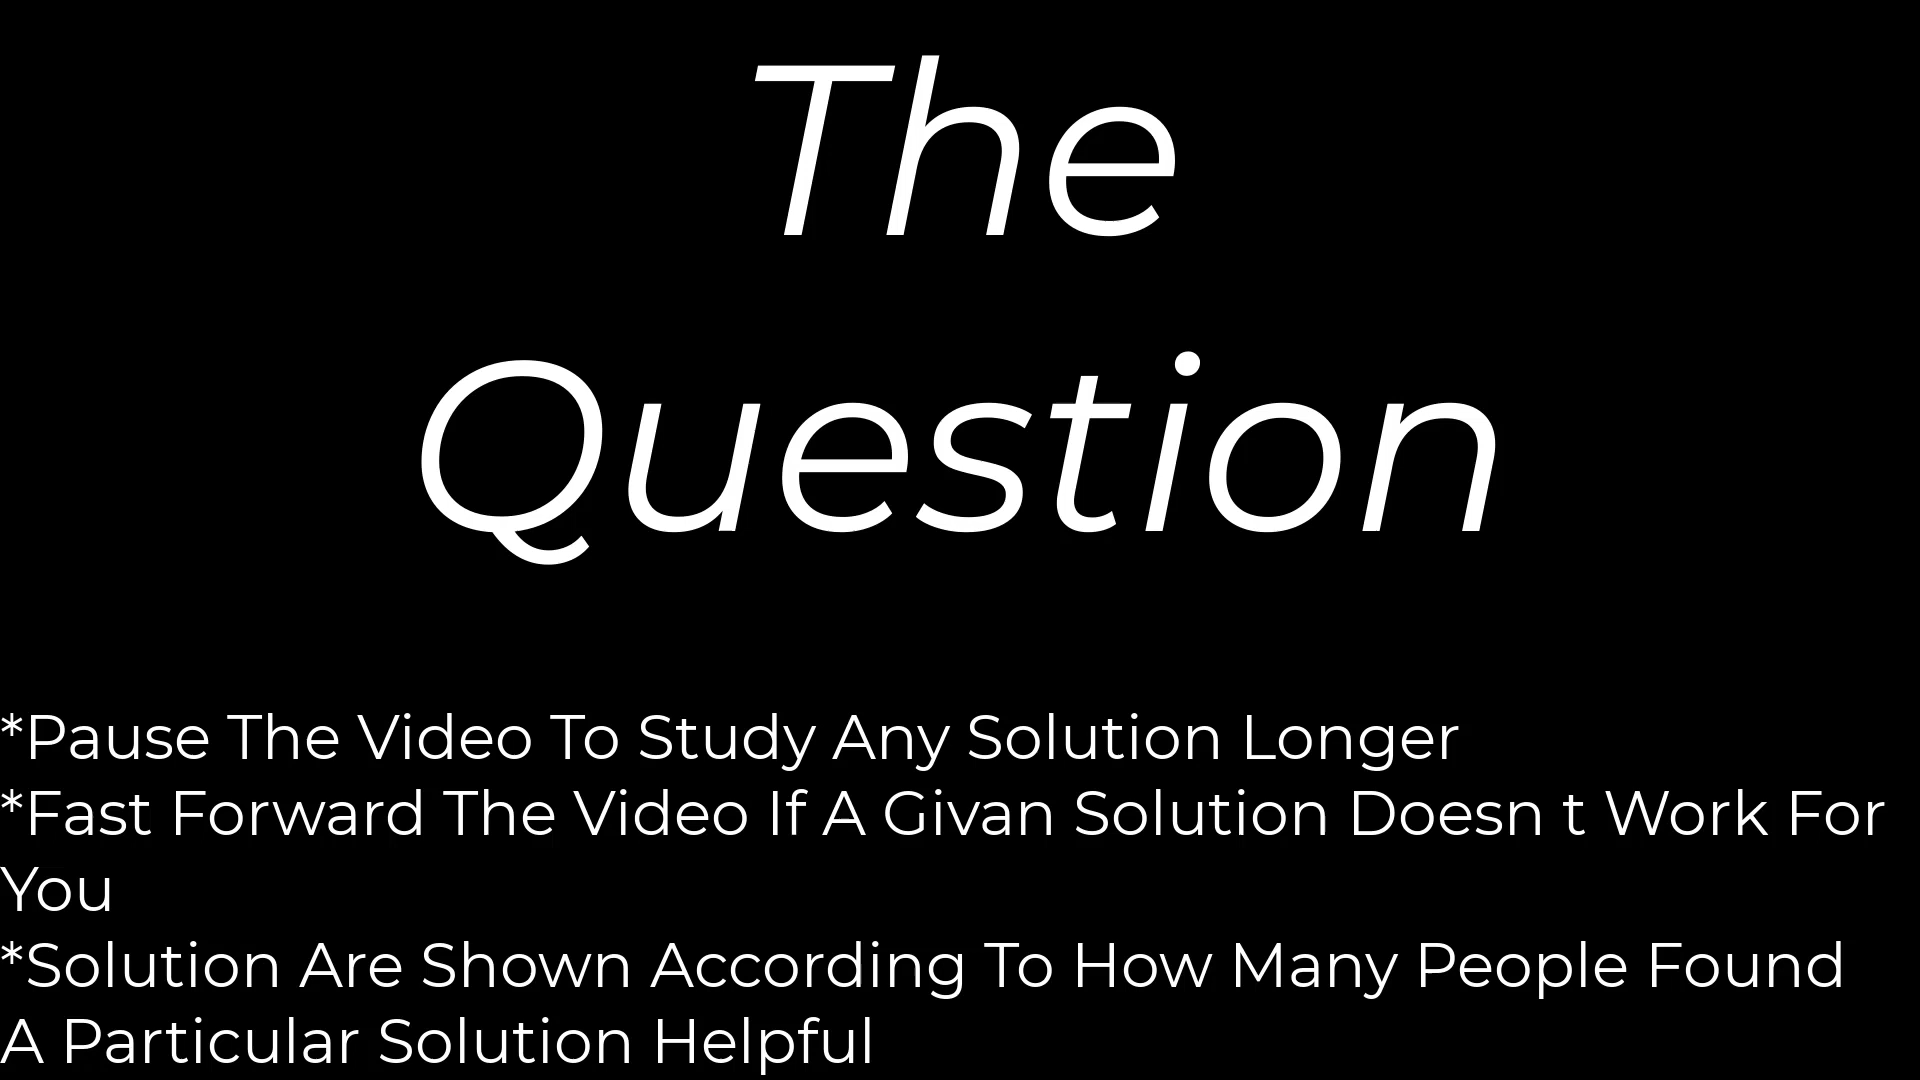 The
Question
*Pause The Video To Study Any Solution Longer
*Fast Forward The Video If A Givan Solution Doesn t Work For
You
*Solution Are Shown According To How Many People Found
A Particular Solution Helpful